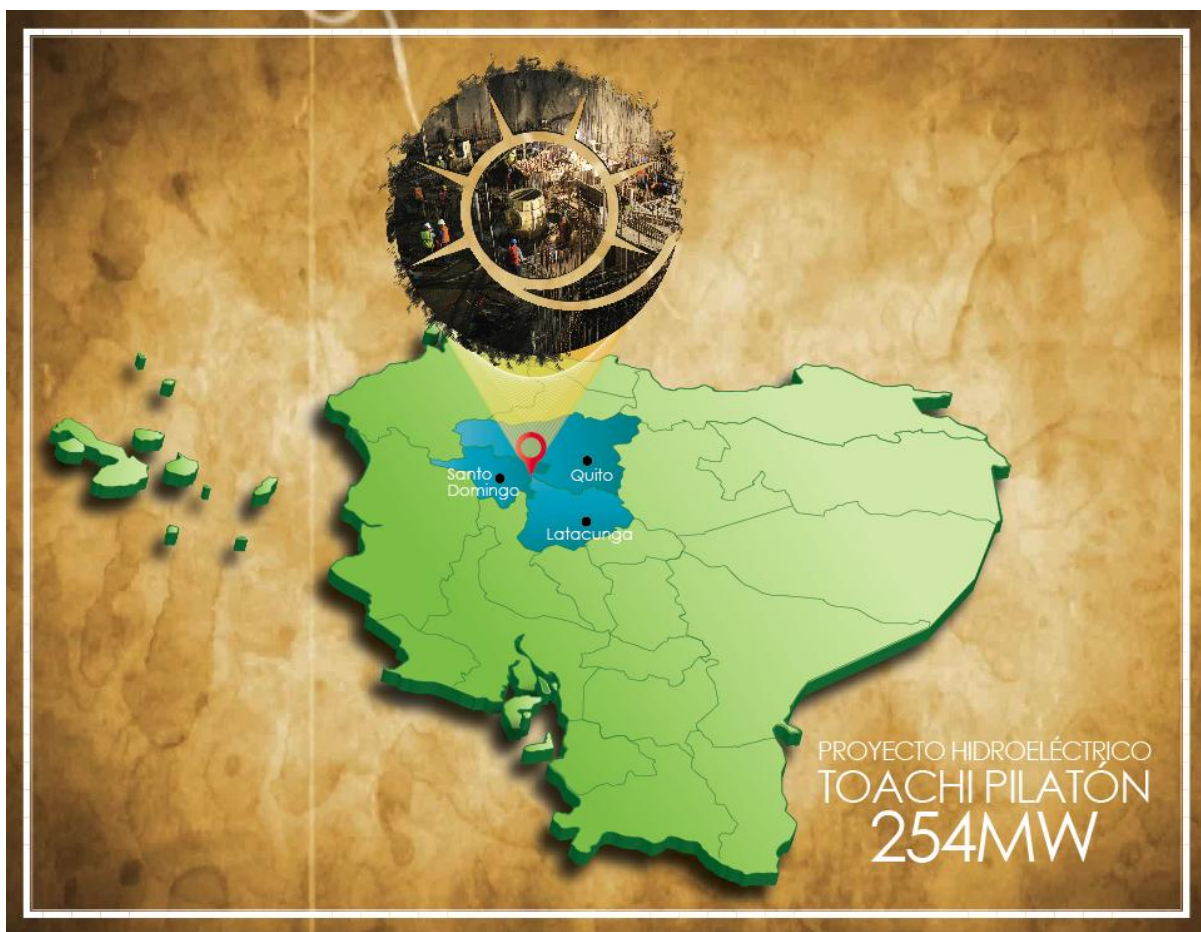 Santo
Domingo
Quito
Latacunga
PROYECTO HIDROELÉCTRICO
TOACHI PILATÓN
254MW